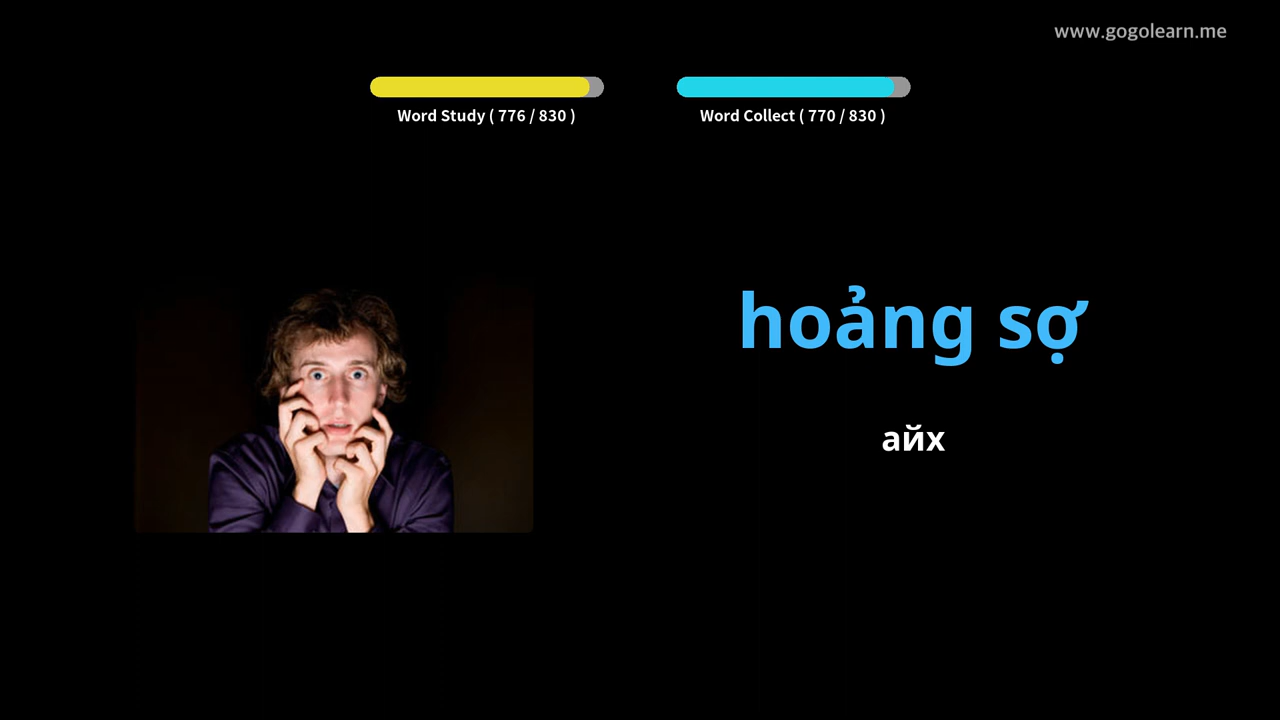 www.gogolearn.me
Word Study ( 776 / 830 )
Word Collect ( 770 / 830 )
hoảng sợ
айх